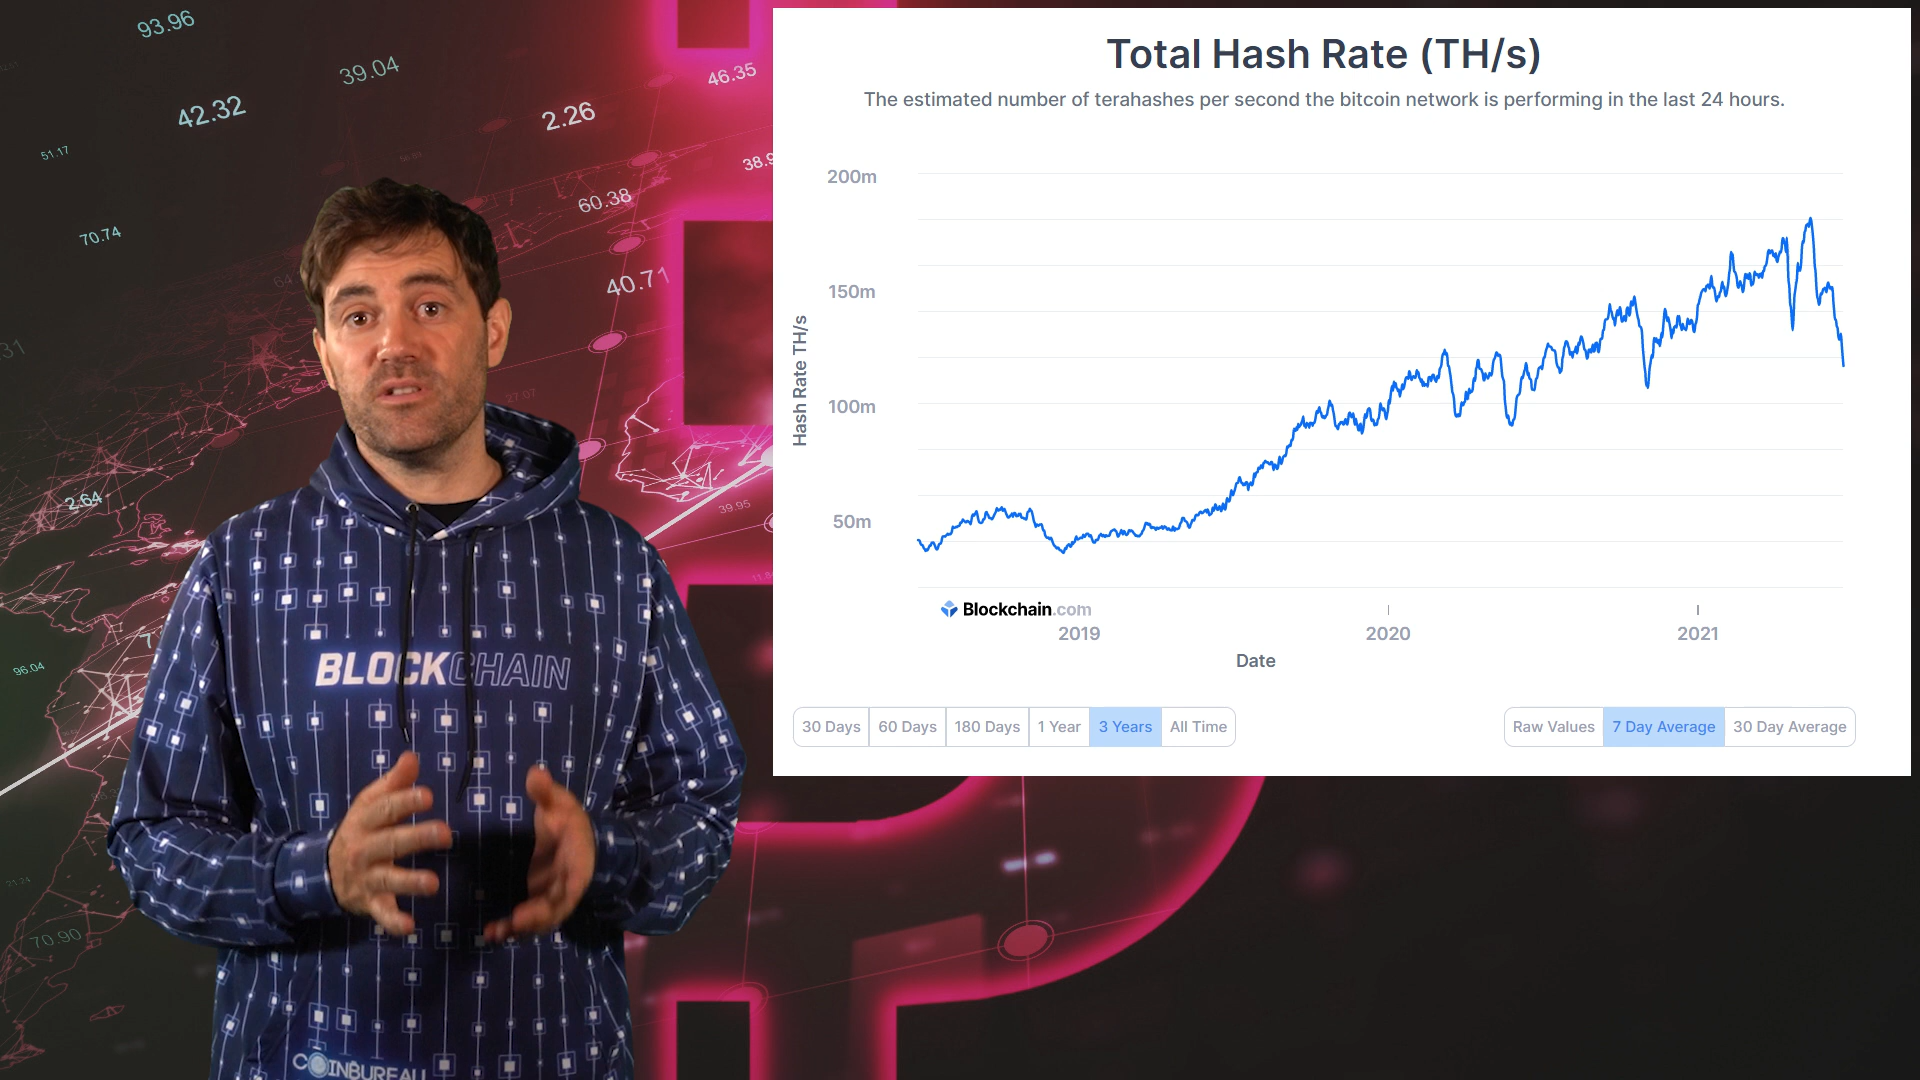 93.96
39.04
42.32
2.26
46.35
51.17
38.9
60.38
70.74
40.71
27.07
2.64
39.95
96.04
70.90
21.24
BLOCKCHAIN
COINBUREAU
Total Hash Rate (TH/s)
The estimated number of terahashes per second the bitcoin network is performing in the last 24 hours.
200m
150m
100m
50m
Hash Rate TH/s
Blockchain.com
2019 2020 2021
Date
30 Days 60 Days 180 Days 1 Year 3 Years All Time
Raw Values 7 Day Average 30 Day Average